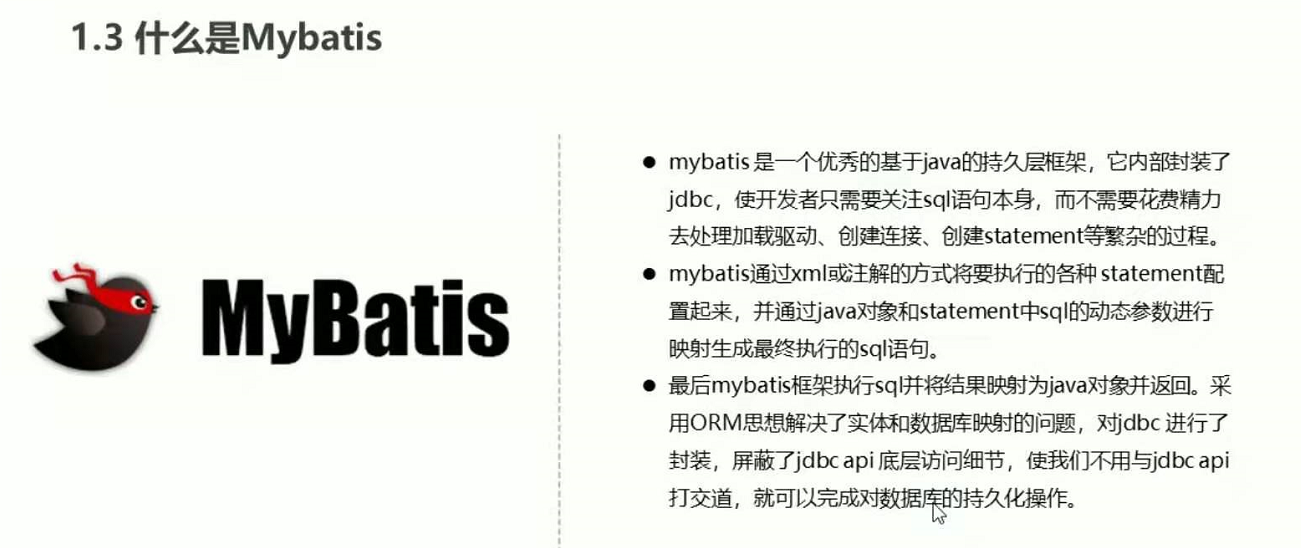 1.3 什么是Mybatis
MyBatis
● mybatis 是一个优秀的基于java的持久层框架，它内部封装了
jdbc，使开发者只需要关注sql语句本身，而不需要花费精力
去处理加载驱动、创建连接、创建statement等繁杂的过程。
● mybatis通过xml或注解的方式将要执行的各种 statement配
置起来，并通过java对象和statement中sql的动态参数进行
映射生成最终执行的sql语句。
● 最后mybatis框架执行sql并将结果映射为java对象并返回。采
用ORM思想解决了实体和数据库映射的问题，对jdbc 进行了
封装，屏蔽了jdbc api 底层访问细节，使我们不用与jdbc api
打交道，就可以完成对数据库的持久化操作。